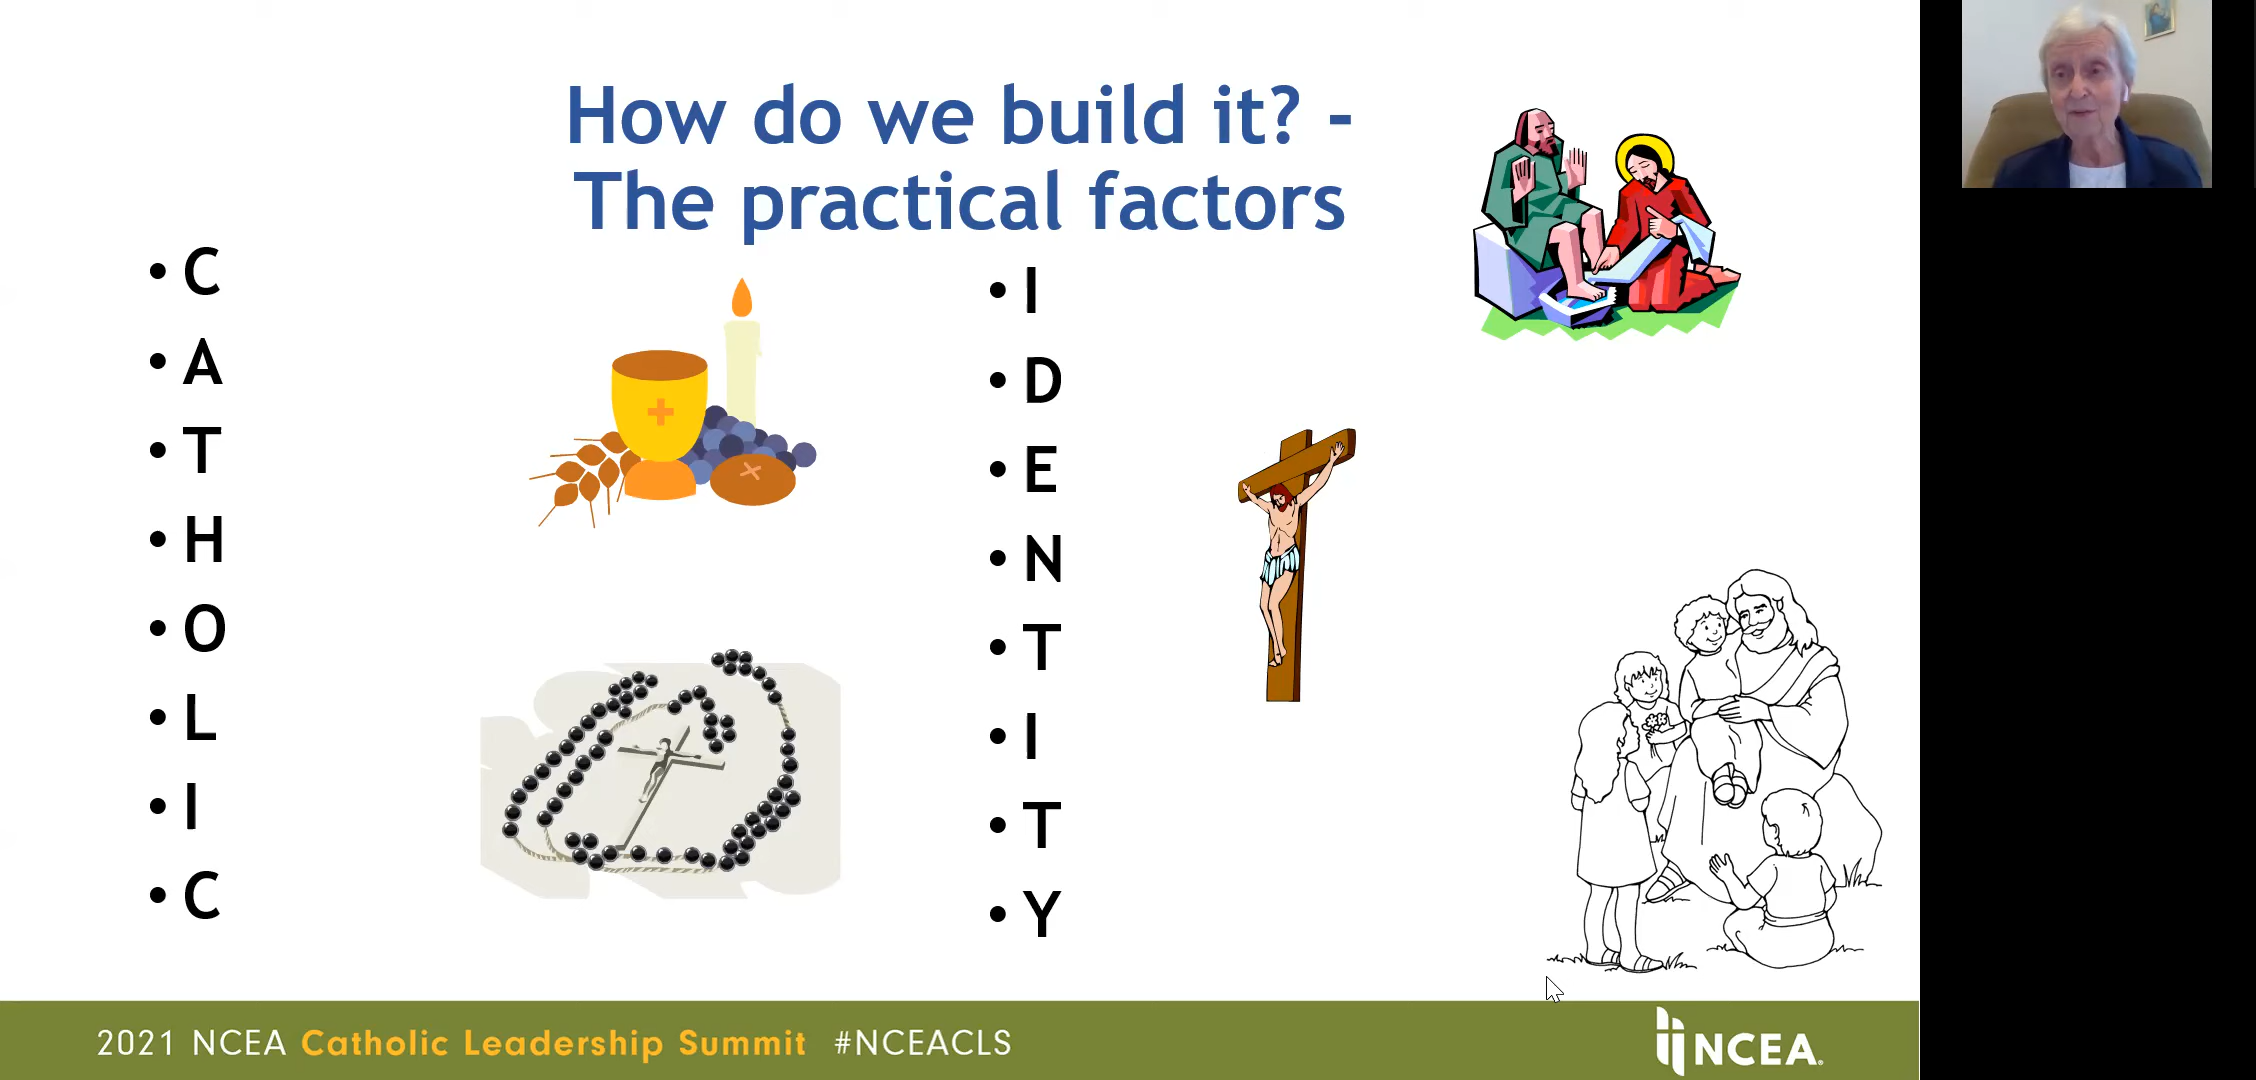 How do we build it? -
The practical factors
• C
• A
• T
• H
• O
• L
• I
• C
• I
• D
• E
• N
• T
• I
• T
• Y
2021 NCEA Catholic Leadership Summit #NCEACLS
NCEA.